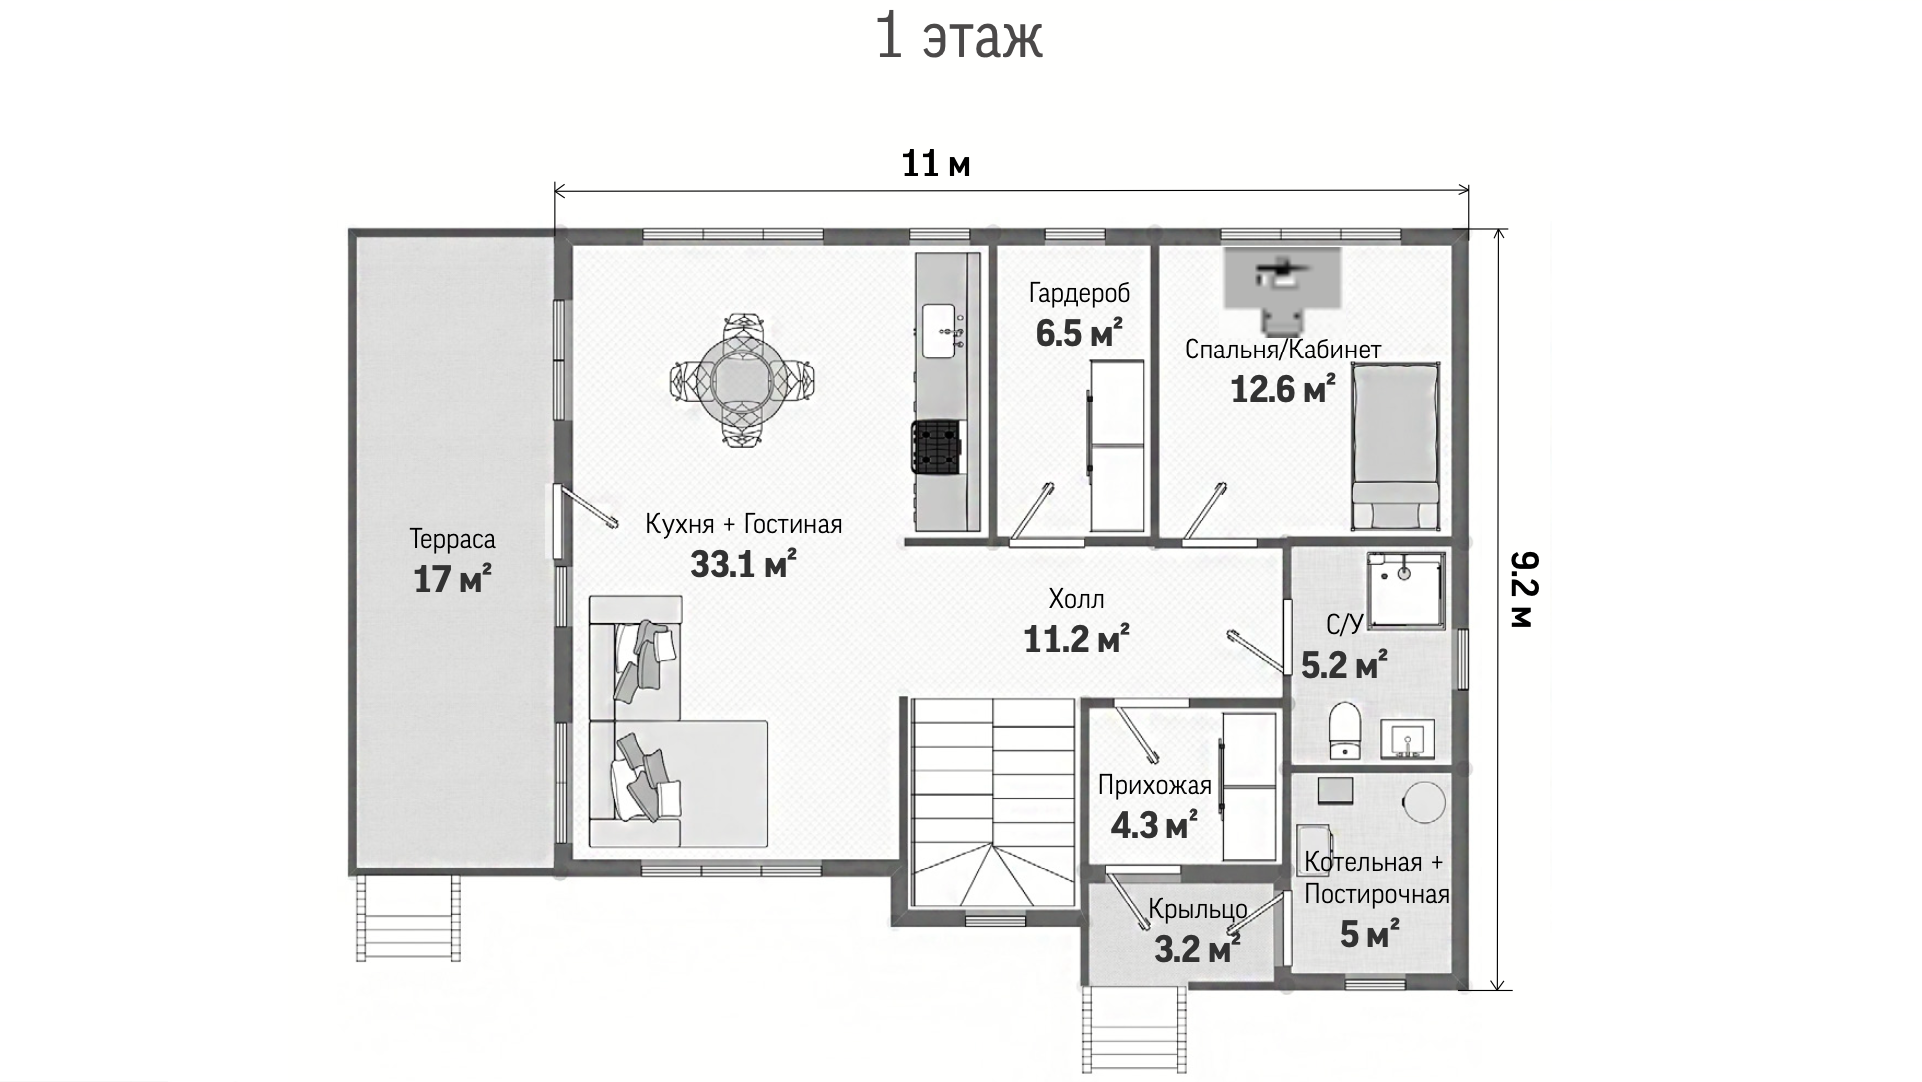 1 этаж
11 м
Гардероб
6.5 м²
Спальня/Кабинет
12.6 м²
Кухня + Гостиная
33.1 м²
Терраса
17 м²
9.2 м
Холл
11.2 м²
С/У
5.2 м²
Прихожая
4.3 м²
Котельная +
Постирочная
5 м²
Крыльцо
3.2 м²